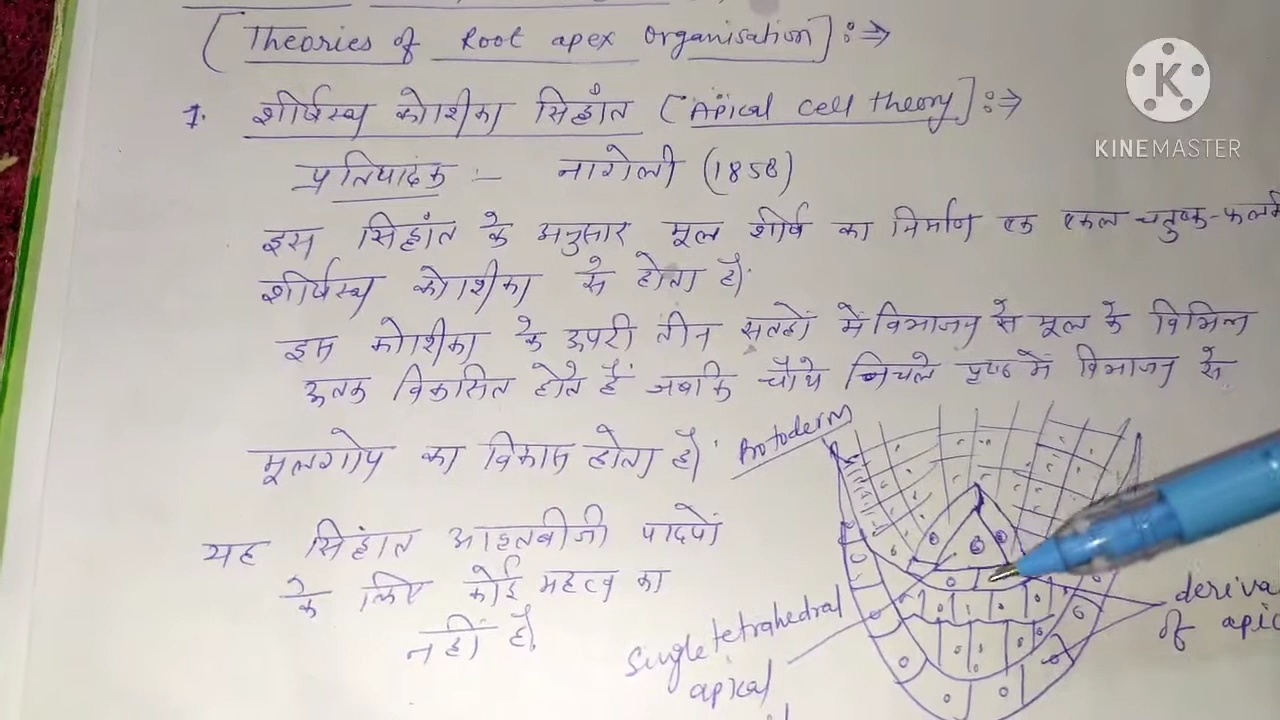 [Theories of Root apex Organisation]:⇒
1. शीर्षस्थ कोशीका सिद्दांत [Apical Cell theory]:⇒
प्रतिपादक :- नागेली (1858)
इस सिद्दांत के अनुसार मूल शीर्ष का निर्माण एक एकल चतुष्क-फलक
शीर्षस्थ कोशीका से होता है।
इस कोशीका के ऊपरी तीन सतहों में विभाजन से मूल के विभिन्न
ऊतक विकासित होते हैं जबकि चौथे निचले पृष्ठ में विभाजन से
मूलगोप का विकास होता है।
यह सिद्दांत आवृतबीजी पादपों
के लिए कोई महत्व का
नहीं है।
Protoderm
Single tetrahedral
apical
deriva
of apic
KINEMASTER